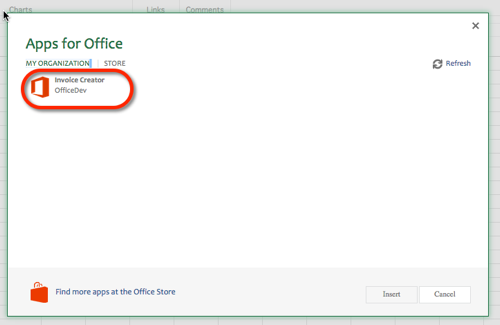 Charts Links Comments
Apps for Office
MY ORGANIZATION | STORE
Refresh
Invoice Creator
OfficeDev
Find more apps at the Office Store
Insert Cancel